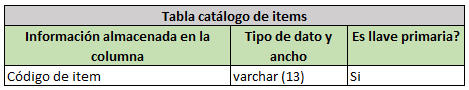 Tabla catálogo de items
Información almacenada en la columna Tipo de dato y ancho Es llave primaria?
Código de item varchar (13) Si